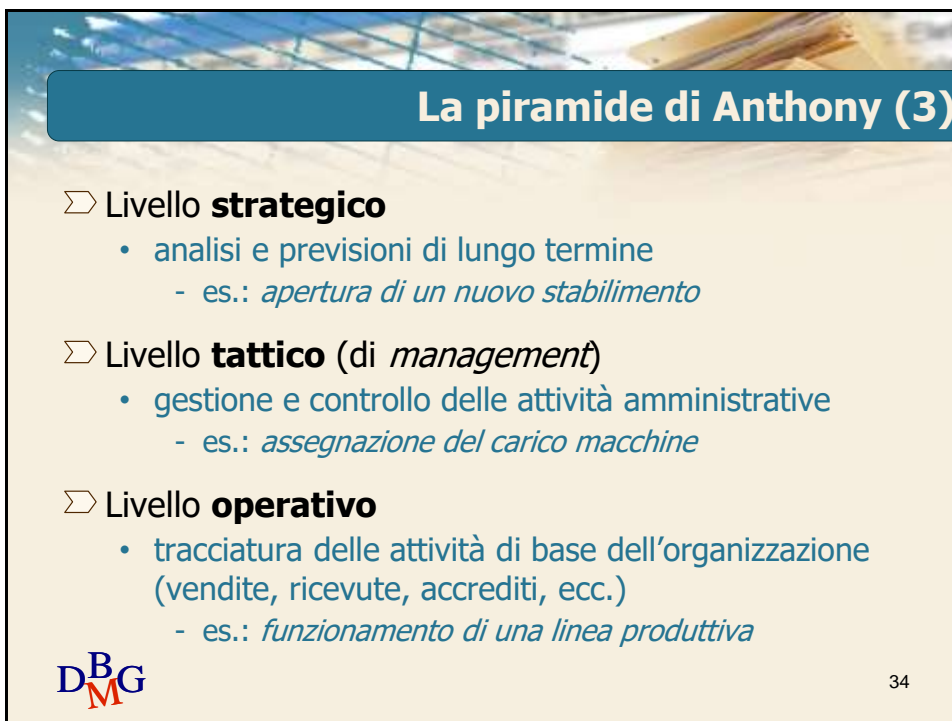 La piramide di Anthony (3)
Livello strategico
• analisi e previsioni di lungo termine
- es.: apertura di un nuovo stabilimento
Livello tattico (di management)
• gestione e controllo delle attività amministrative
- es.: assegnazione del carico macchine
Livello operativo
• tracciatura delle attività di base dell’organizzazione
(vendite, ricevute, accrediti, ecc.)
- es.: funzionamento di una linea produttiva
DBMG
34